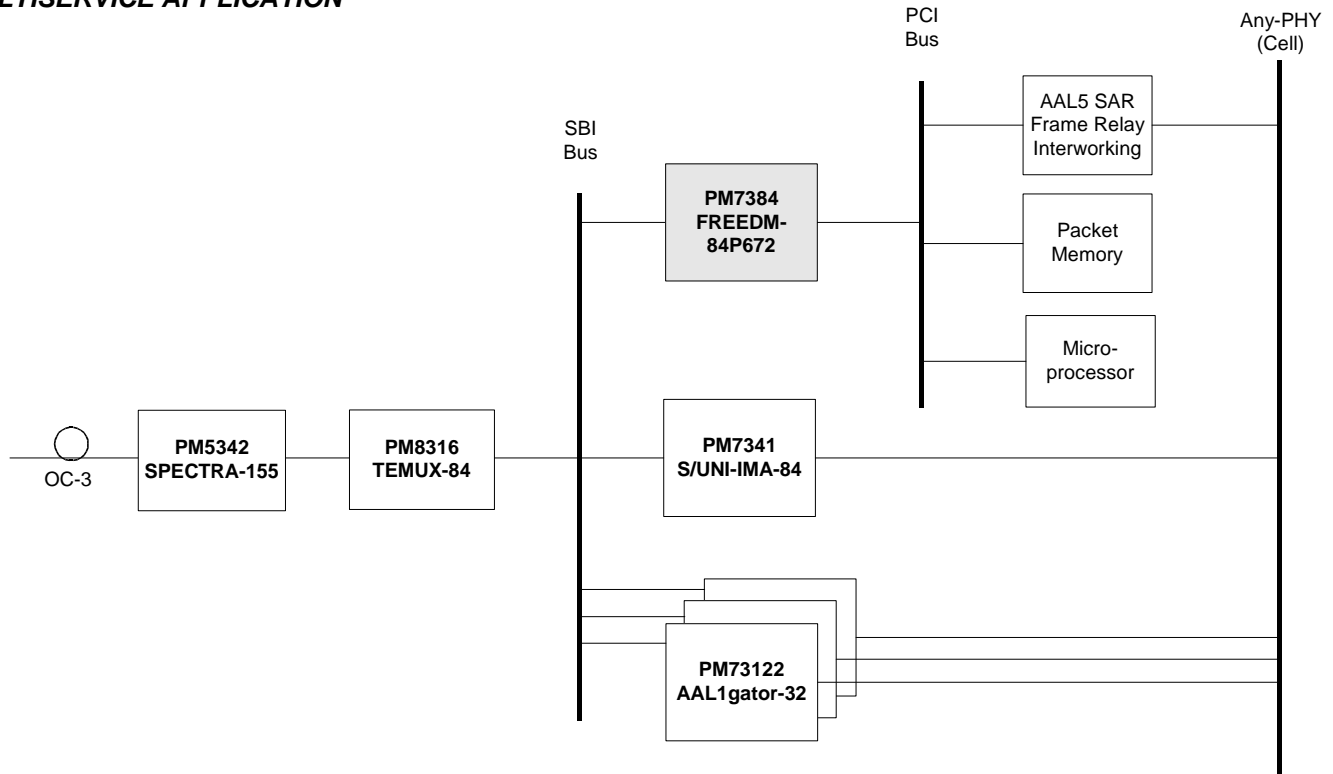 PCI
Bus
Any-PHY
(Cell)
SBI
Bus
AAL5 SAR
Frame Relay
Interworking
PM7384
FREEDM-
84P672
Packet
Memory
Micro-
processor
OC-3
PM5342
SPECTRA-155
PM8316
TEMUX-84
PM7341
S/UNI-IMA-84
PM73122
AAL1gator-32